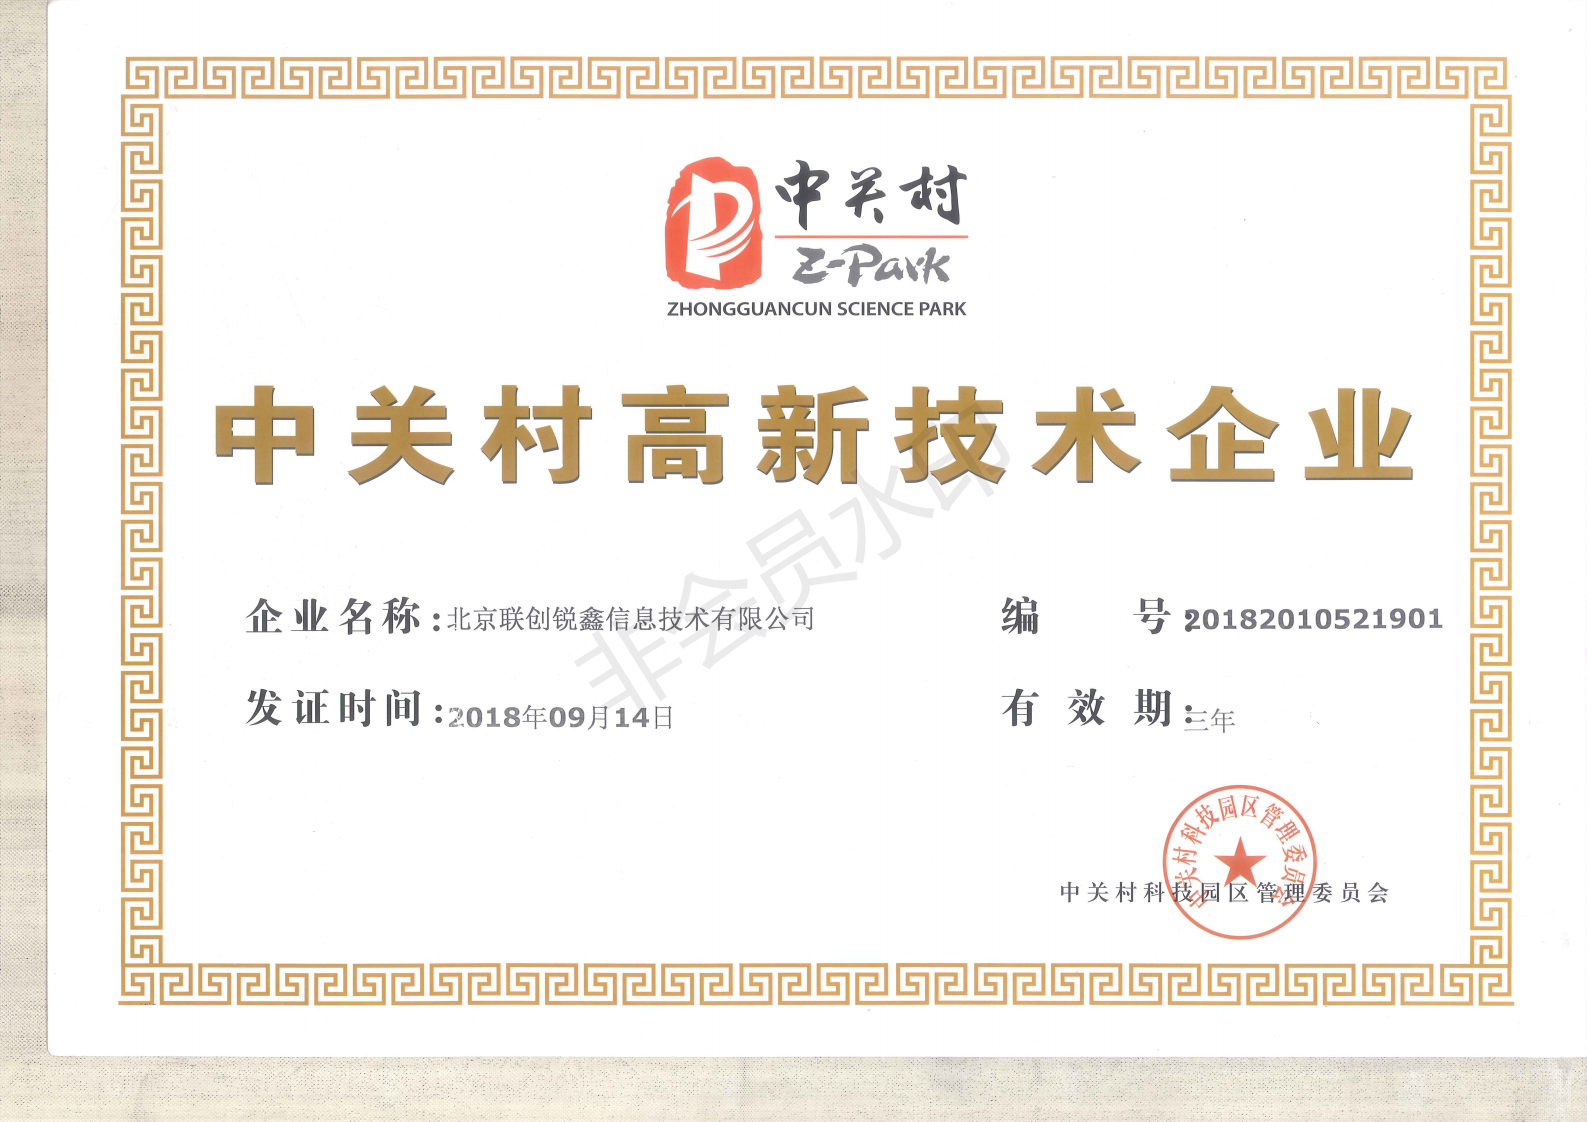 中关村
Z-Park
ZHONGGUANCUN SCIENCE PARK
中关村高新技术企业
企业名称:北京联创锐鑫信息技术有限公司
编 号:20182010521901
发证时间:2018年09月14日
有效期:三年
中关村科技园区管理委员会
中关村科技园区管理委员会
非会员水印